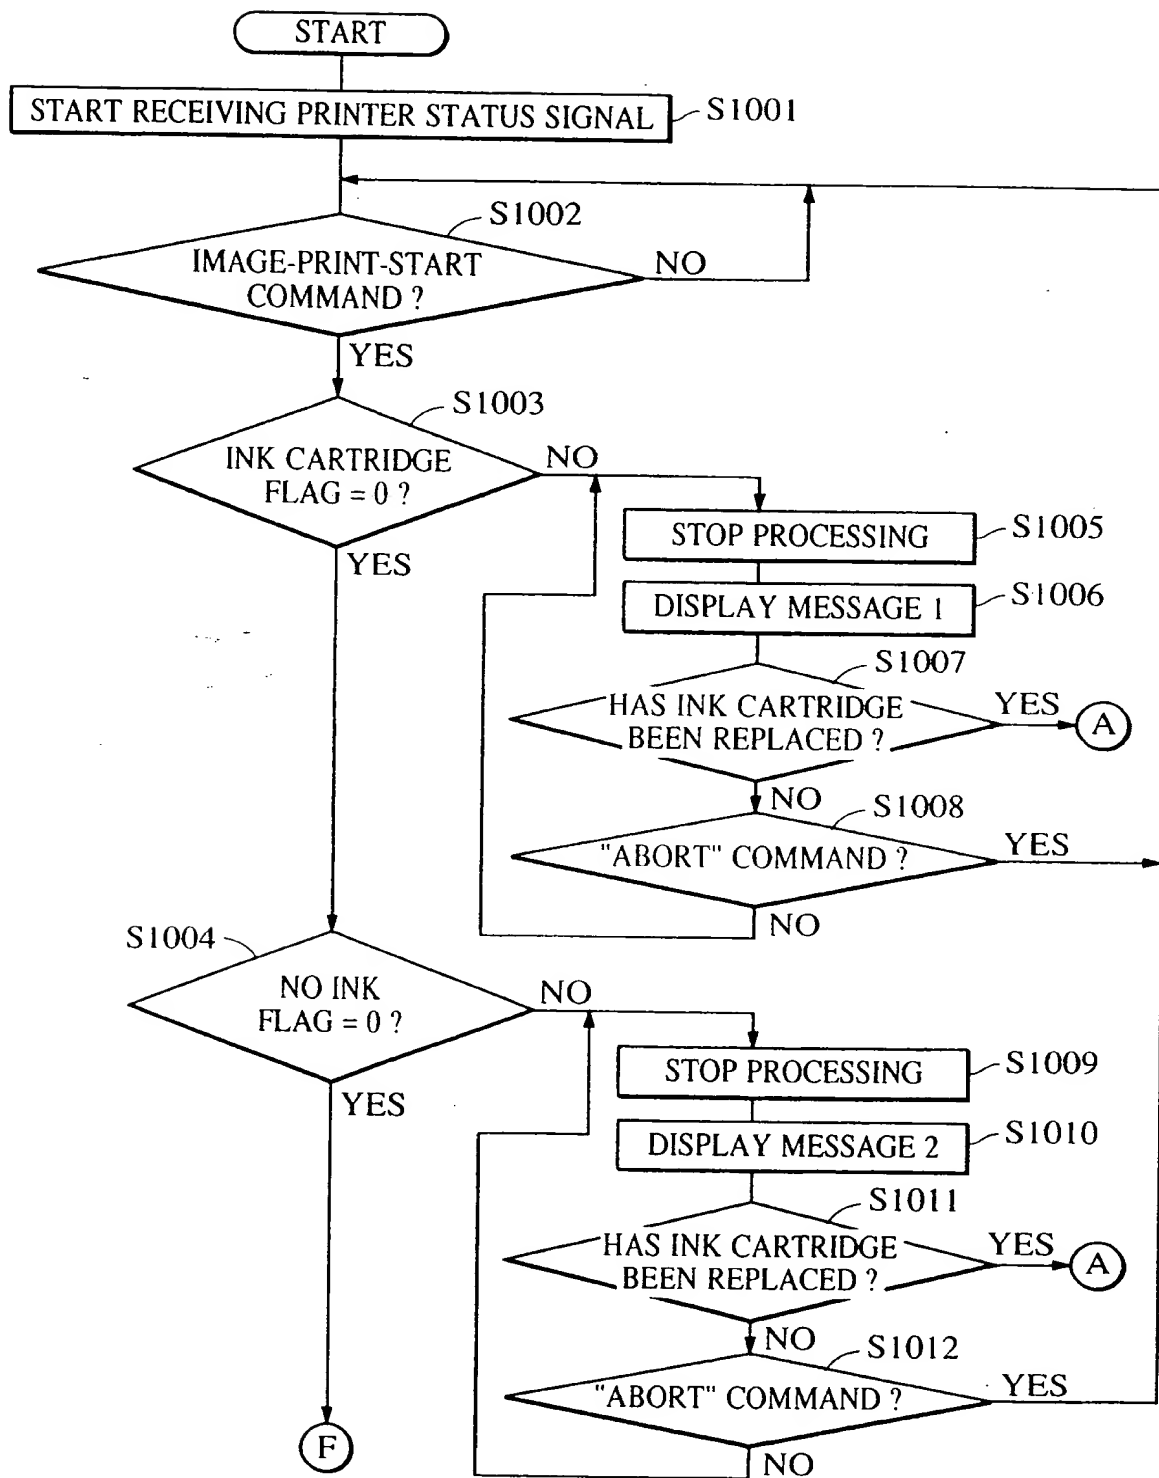 START
START RECEIVING PRINTER STATUS SIGNAL
S1001
S1002
IMAGE-PRINT-START
COMMAND ?
NO
YES
S1003
INK CARTRIDGE
FLAG = 0 ?
NO
YES
STOP PROCESSING
S1005
DISPLAY MESSAGE 1
S1006
S1007
HAS INK CARTRIDGE
BEEN REPLACED ?
YES
A
NO
S1008
"ABORT" COMMAND ?
YES
NO
S1004
NO INK
FLAG = 0 ?
NO
YES
STOP PROCESSING
S1009
DISPLAY MESSAGE 2
S1010
S1011
HAS INK CARTRIDGE
BEEN REPLACED ?
YES
A
NO
S1012
"ABORT" COMMAND ?
YES
NO
F